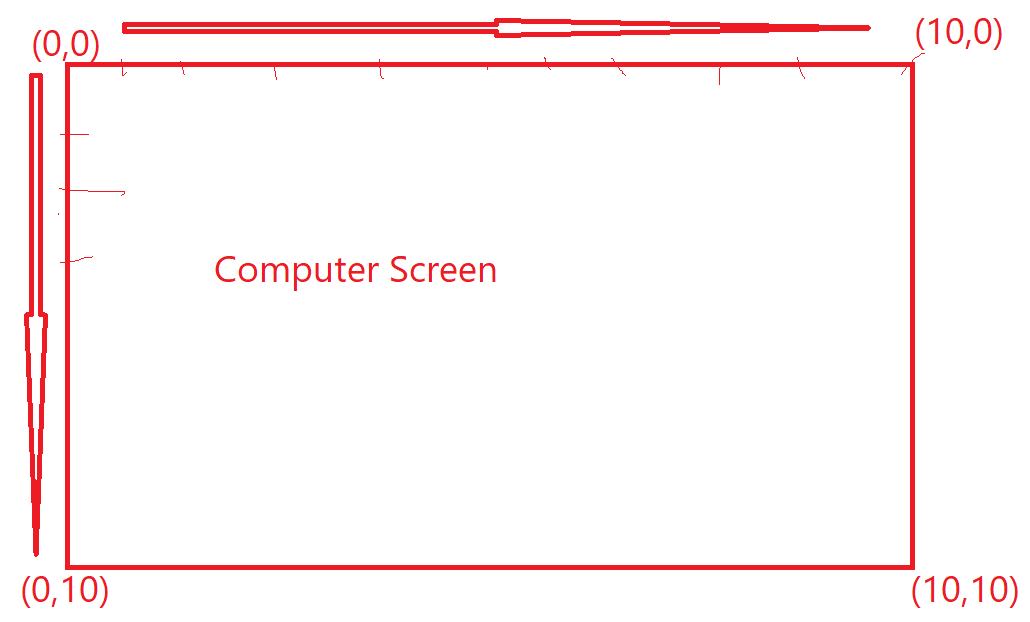 (0,0)
(10,0)
Computer Screen
(0,10)
(10,10)